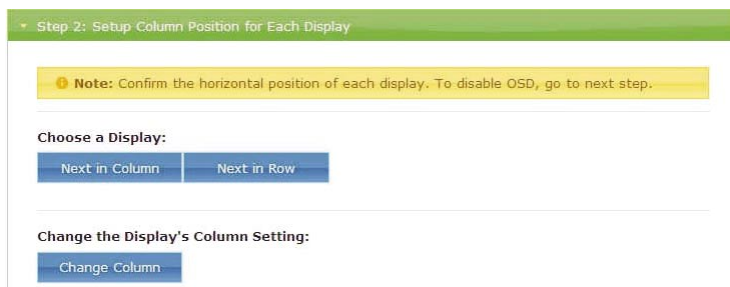 Step 2: Setup Column Position for Each Display
Note: Confirm the horizontal position of each display. To disable OSD, go to next step.
Choose a Display:
Next in Column Next in Row
Change the Display's Column Setting:
Change Column